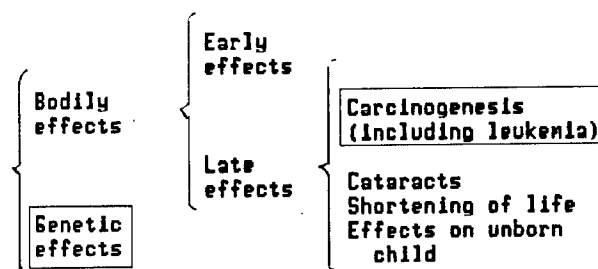 Bodily
effects
Genetic
effects
Early
effects
Late
effects
Carcinogenesis
(including leukemia)
Cataracts
Shortening of life
Effects on unborn
child